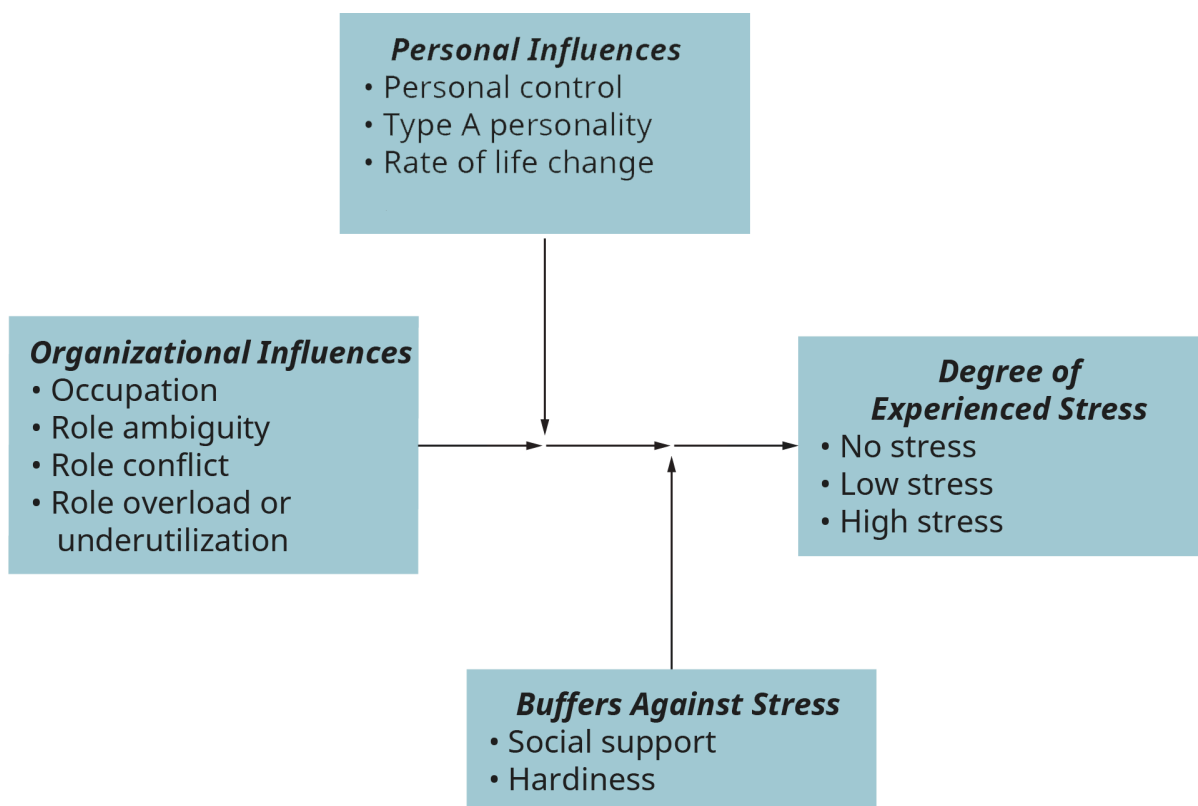 Personal Influences
• Personal control
• Type A personality
• Rate of life change
Organizational Influences
• Occupation
• Role ambiguity
• Role conflict
• Role overload or
underutilization
Degree of
Experienced Stress
• No stress
• Low stress
• High stress
Buffers Against Stress
• Social support
• Hardiness